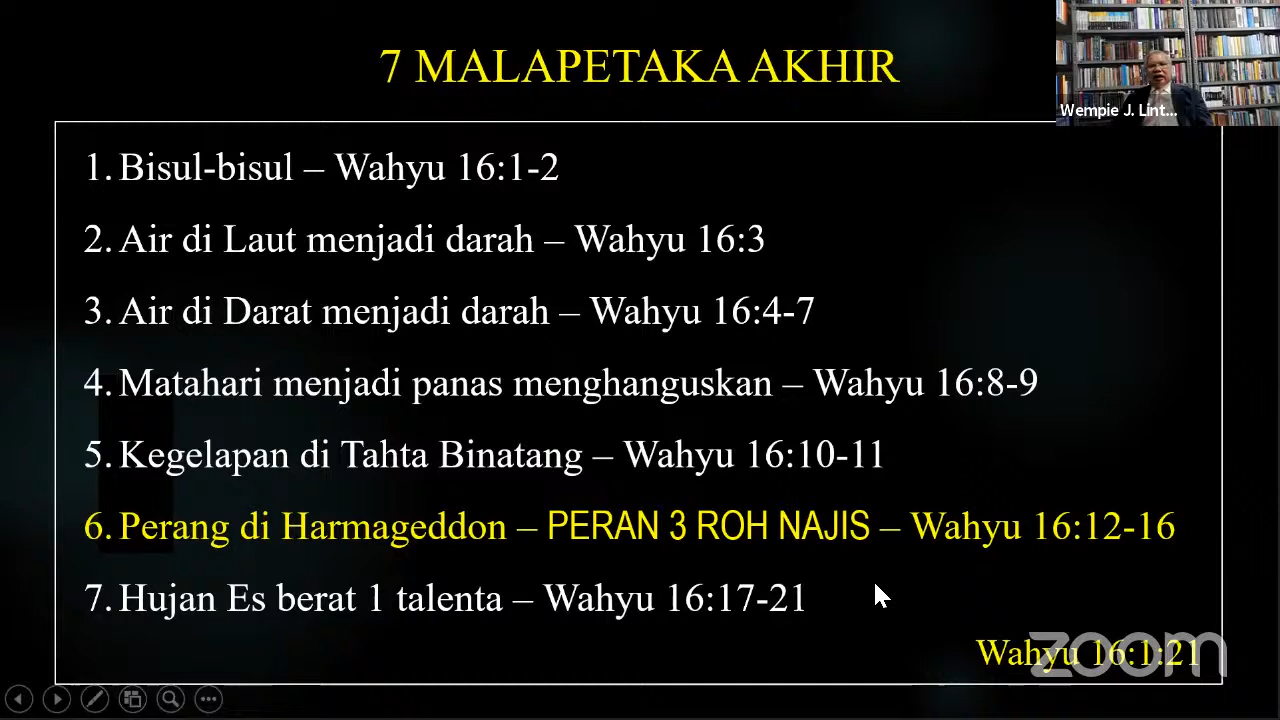 7 MALAPETAKA AKHIR
Wempie J. Lint...
1. Bisul-bisul – Wahyu 16:1-2
2. Air di Laut menjadi darah – Wahyu 16:3
3. Air di Darat menjadi darah – Wahyu 16:4-7
4. Matahari menjadi panas menghanguskan – Wahyu 16:8-9
5. Kegelapan di Tahta Binatang – Wahyu 16:10-11
6. Perang di Harmageddon – PERAN 3 ROH NAJIS – Wahyu 16:12-16
7. Hujan Es berat 1 talenta – Wahyu 16:17-21
Wahyu 16:1:21
zoom